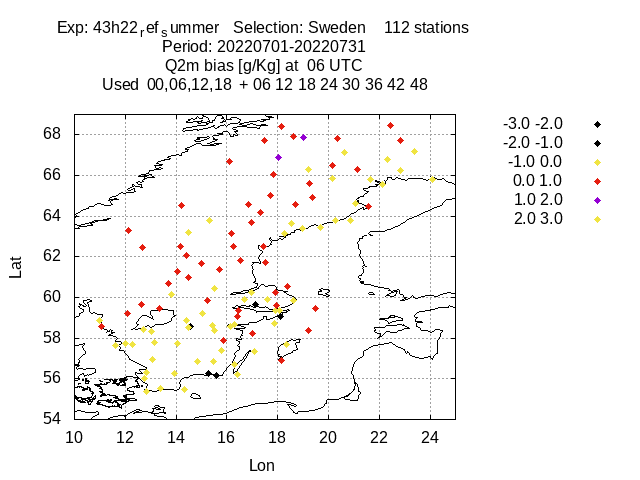 Exp: 43h22refsummer Selection: Sweden 112 stations
Period: 20220701-20220731
Q2m bias [g/Kg] at 06 UTC
Used 00,06,12,18 + 06 12 18 24 30 36 42 48
-3.0 -2.0
-2.0 -1.0
-1.0 0.0
0.0 1.0
1.0 2.0
2.0 3.0
68
66
64
62
60
58
56
54
Lat
10 12 14 16 18 20 22 24
Lon